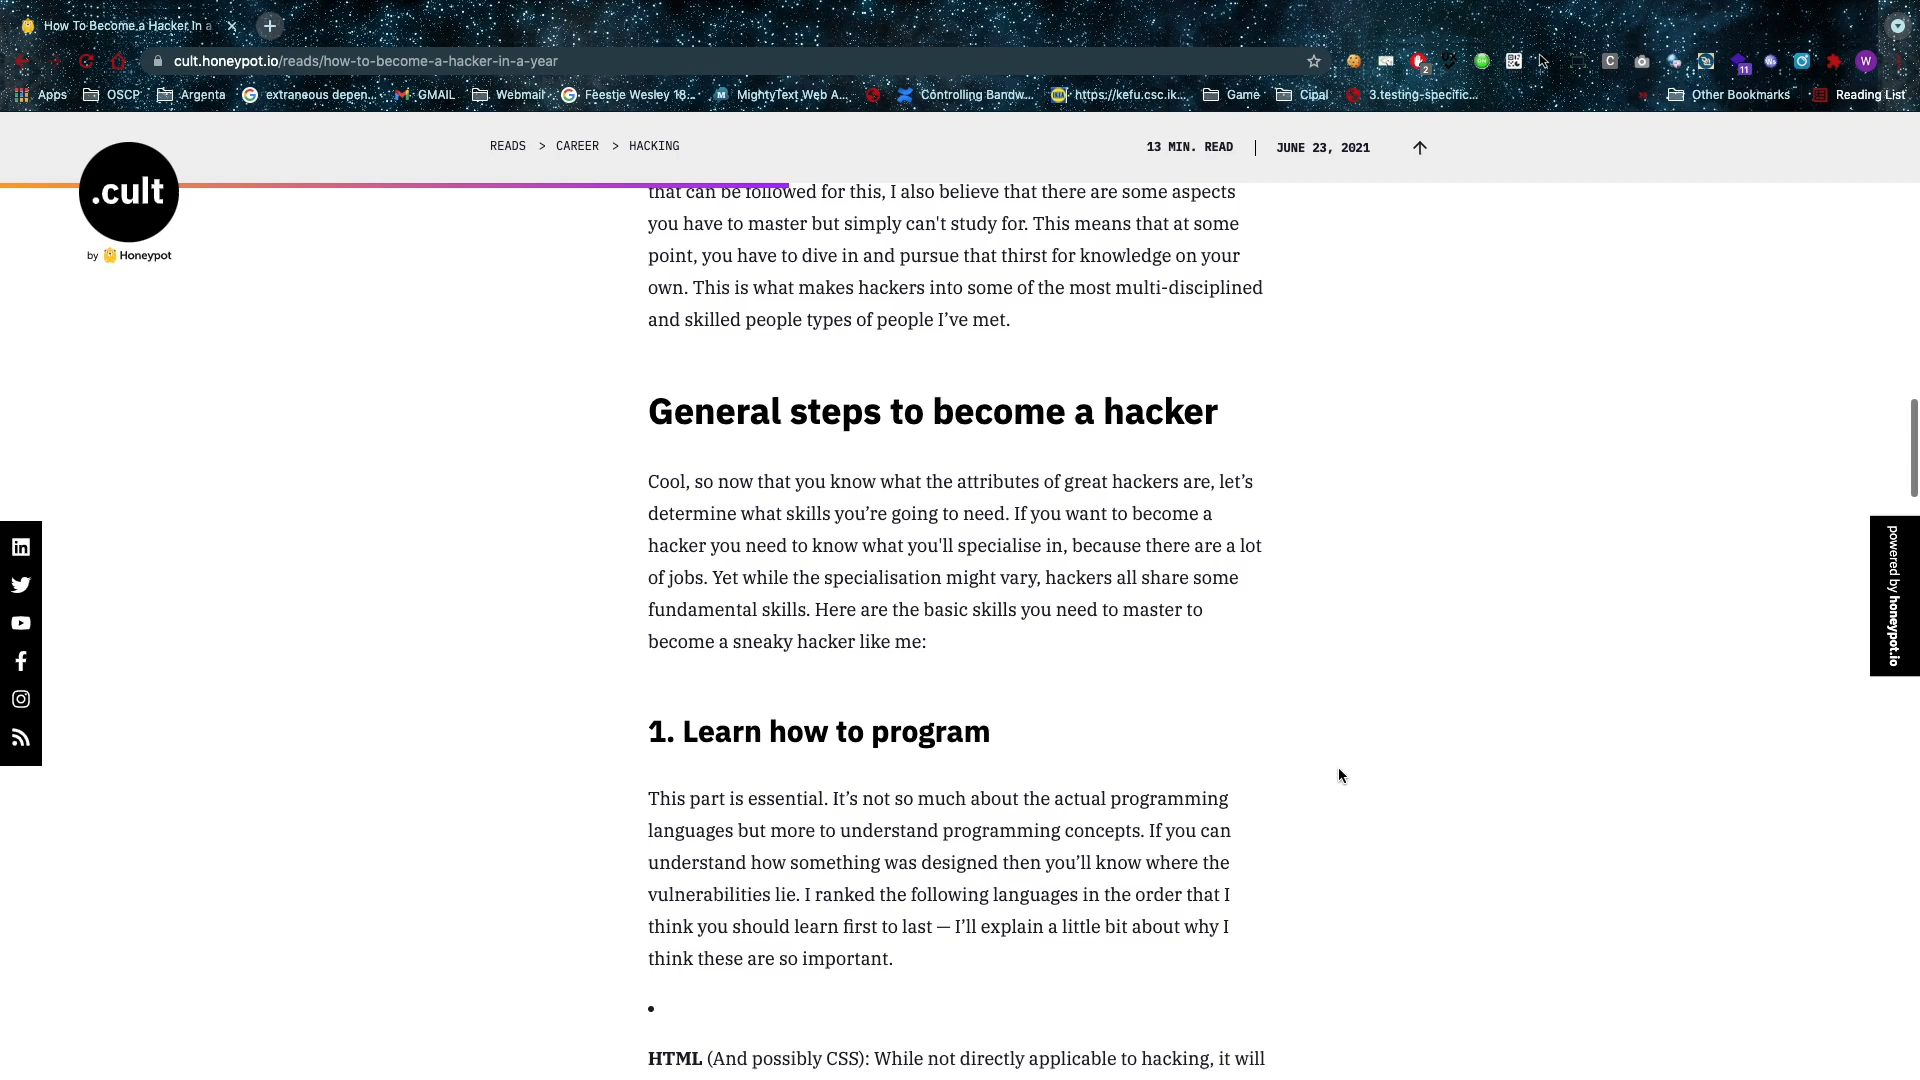 How To Become a Hacker In a
cult.honeypot.io/reads/how-to-become-a-hacker-in-a-year
2
C
11
W
Apps
OSCP
Argenta
extraneous depen...
GMAIL
Webmail
Feestje Wesley 18...
MightyText Web A...
Controlling Bandw...
https://kefu.csc.ik...
Game
Cipal
3.testing-specific...
Other Bookmarks
Reading List
READS > CAREER > HACKING
13 MIN. READ
JUNE 23, 2021
.cult
by Honeypot
that can be followed for this, I also believe that there are some aspects
you have to master but simply can't study for. This means that at some
point, you have to dive in and pursue that thirst for knowledge on your
own. This is what makes hackers into some of the most multi-disciplined
and skilled people types of people I’ve met.
General steps to become a hacker
Cool, so now that you know what the attributes of great hackers are, let’s
determine what skills you’re going to need. If you want to become a
hacker you need to know what you'll specialise in, because there are a lot
of jobs. Yet while the specialisation might vary, hackers all share some
fundamental skills. Here are the basic skills you need to master to
become a sneaky hacker like me:
1. Learn how to program
This part is essential. It’s not so much about the actual programming
languages but more to understand programming concepts. If you can
understand how something was designed then you’ll know where the
vulnerabilities lie. I ranked the following languages in the order that I
think you should learn first to last — I’ll explain a little bit about why I
think these are so important.
•
HTML (And possibly CSS): While not directly applicable to hacking, it will
powered by honeypot.io